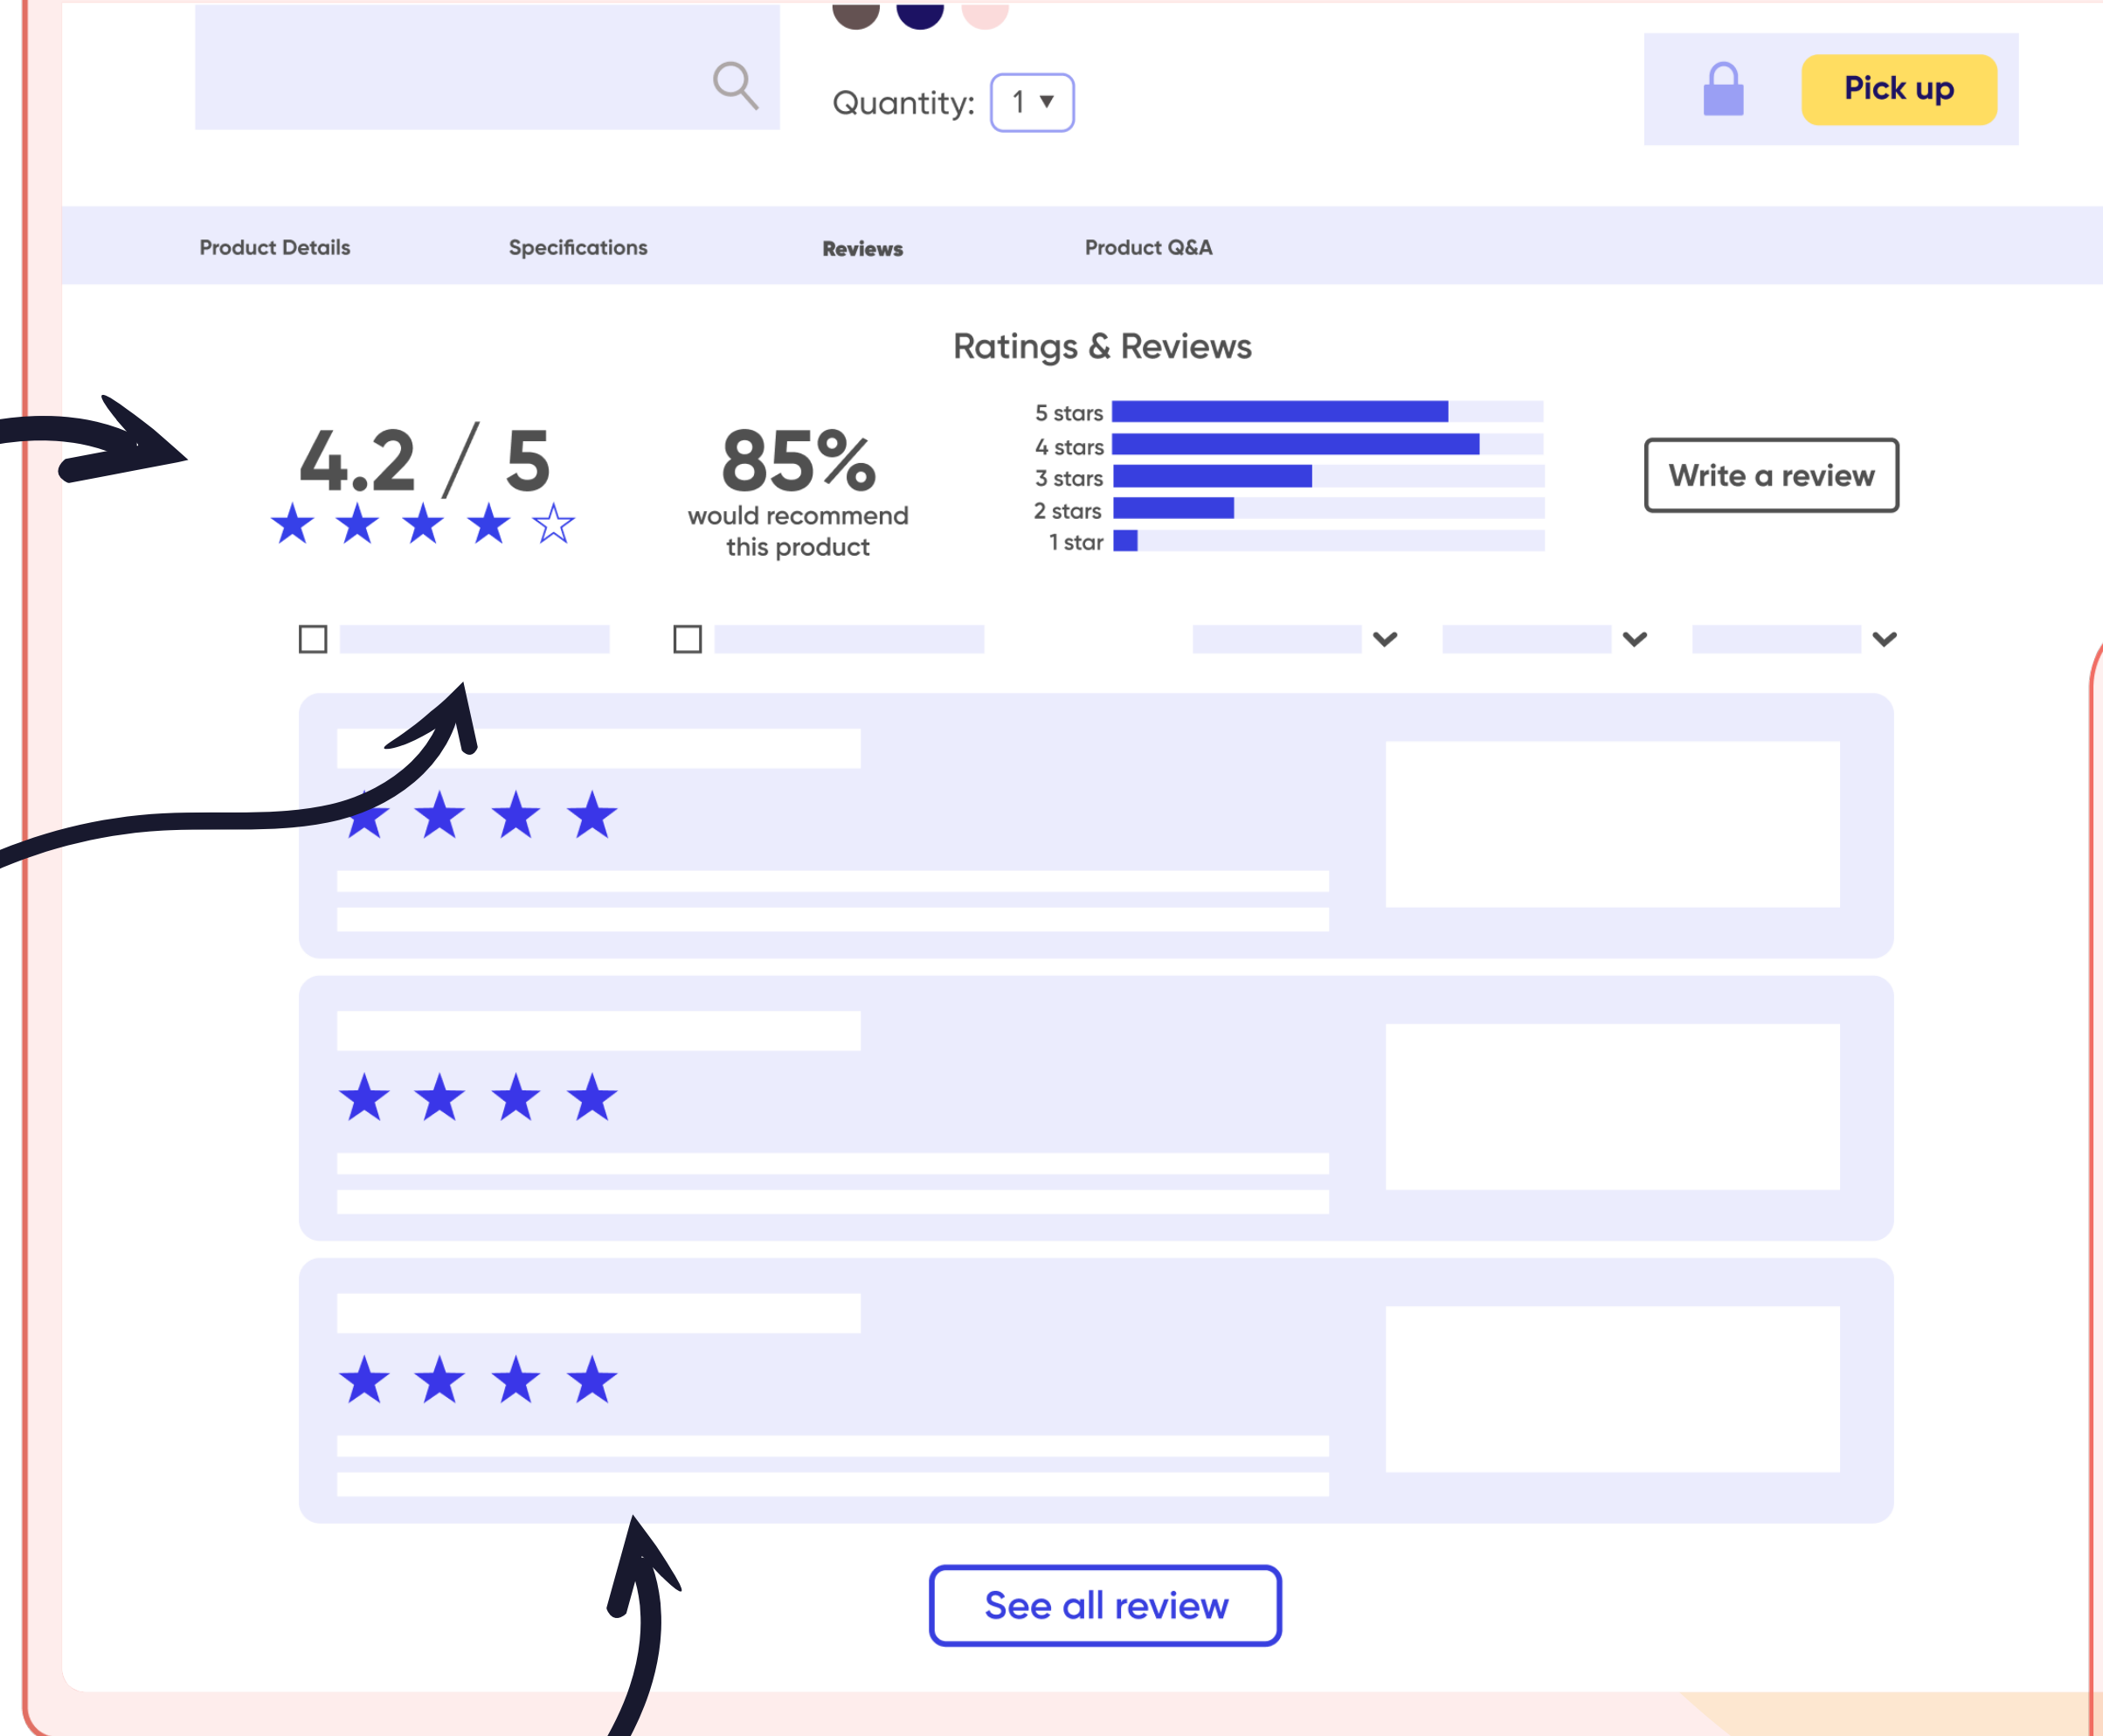 Quantity: 1
Pick up
Product Details
Specifications
Reviews
Product Q&A
Ratings & Reviews
4.2 / 5
85%
would recommend
this product
5 stars
4 stars
3 stars
2 stars
1 star
Write a review
See all review